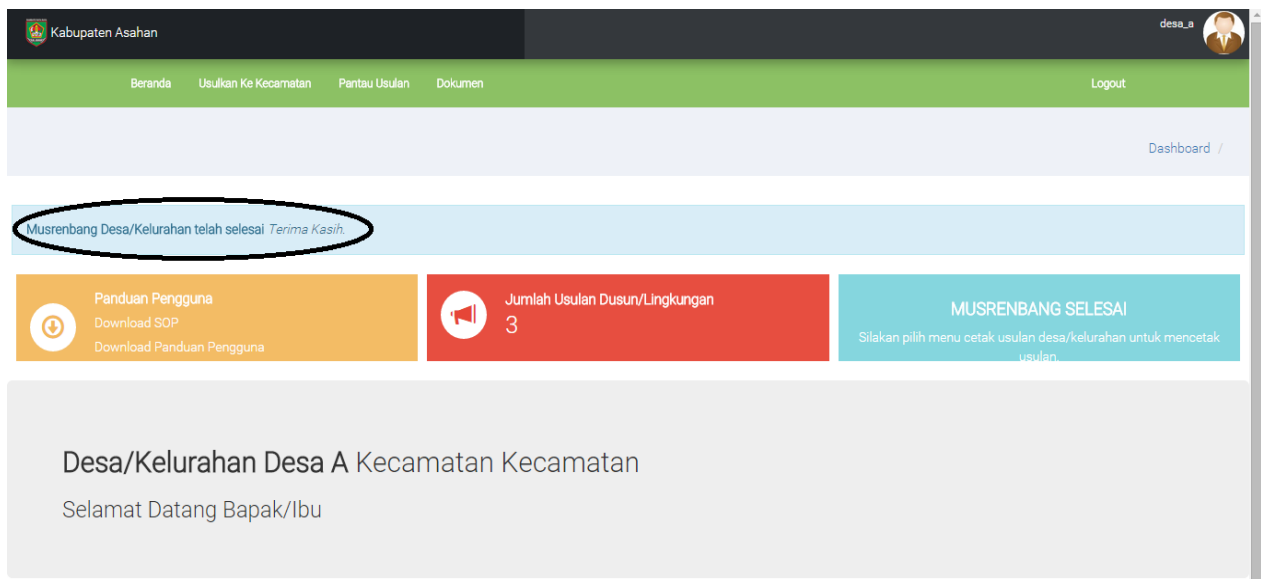 Kabupaten Asahan
desa_a
Beranda Usulkan Ke Kecamatan Pantau Usulan Dokumen Logout
Dashboard /
Musrenbang Desa/Kelurahan telah selesai Terima Kasih.
Panduan Pengguna
Download SOP
Download Panduan Pengguna
Jumlah Usulan Dusun/Lingkungan
3
MUSRENBANG SELESAI
Silakan pilih menu cetak usulan desa/kelurahan untuk mencetak
usulan.
Desa/Kelurahan Desa A Kecamatan Kecamatan
Selamat Datang Bapak/Ibu